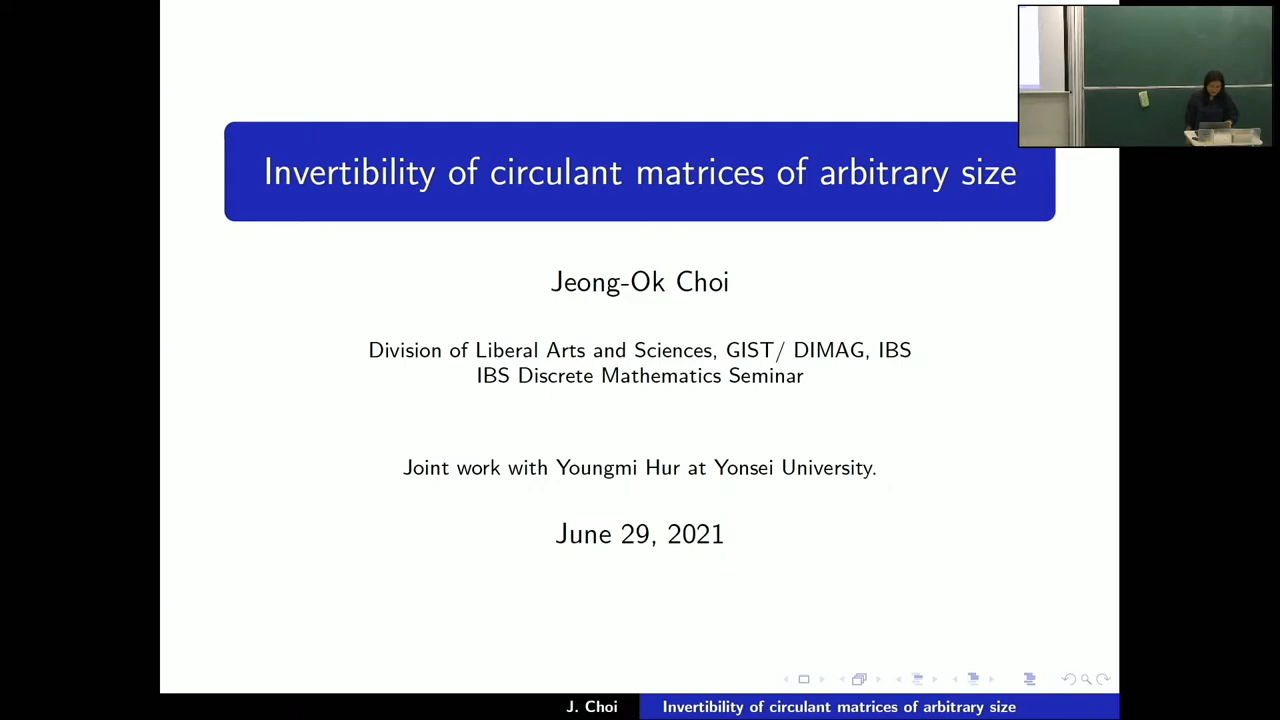 Invertibility of circulant matrices of arbitrary size
Jeong-Ok Choi
Division of Liberal Arts and Sciences, GIST/ DIMAG, IBS
IBS Discrete Mathematics Seminar
Joint work with Youngmi Hur at Yonsei University.
June 29, 2021
J. Choi
Invertibility of circulant matrices of arbitrary size